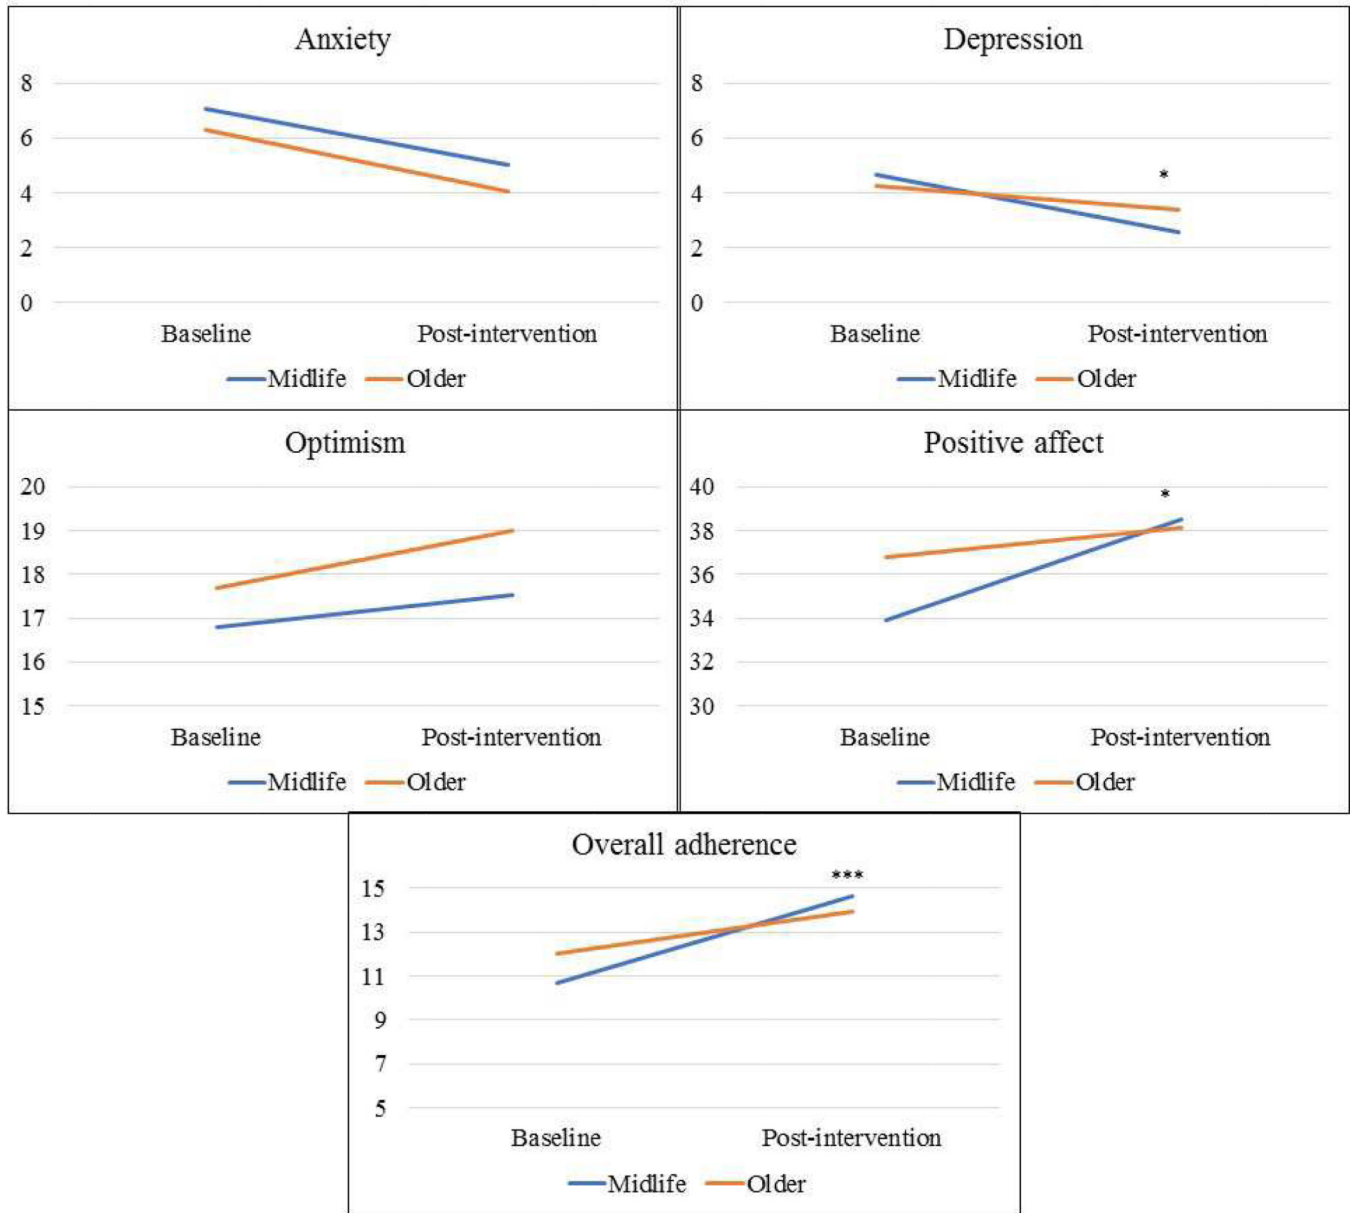 Anxiety
8
6
4
2
0
Baseline Post-intervention
Midlife Older
Depression
8
*
6
4
2
0
Baseline Post-intervention
Midlife Older
Optimism
20
19
18
17
16
15
Baseline Post-intervention
Midlife Older
Positive affect
40
*
38
36
34
32
30
Baseline Post-intervention
Midlife Older
Overall adherence
***
15
13
11
9
7
5
Baseline Post-intervention
Midlife Older